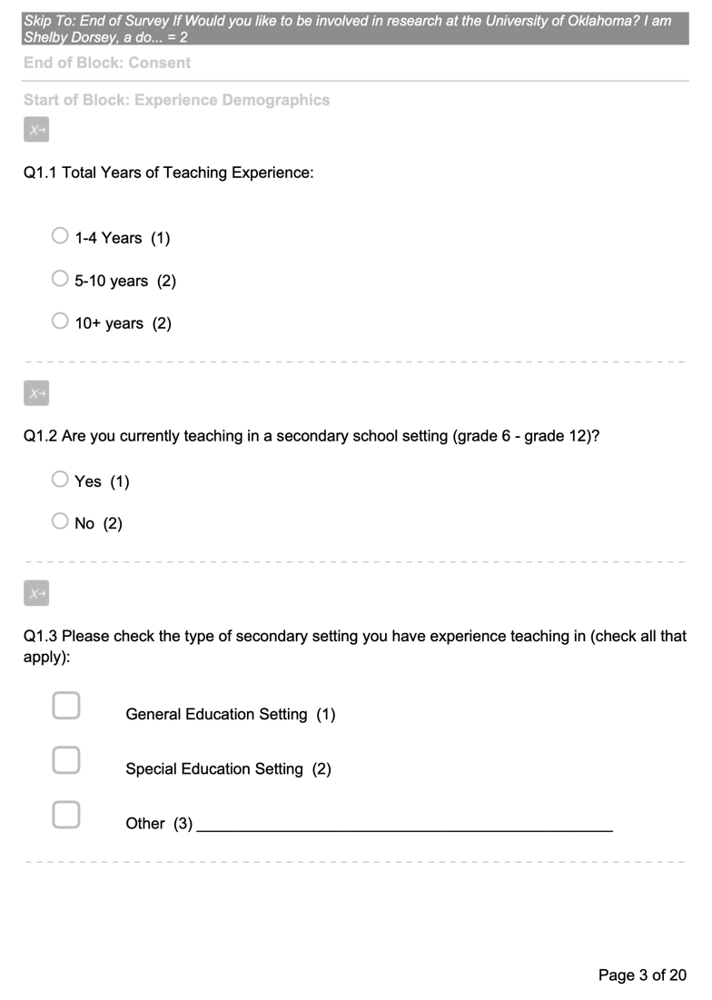 Skip To: End of Survey If Would you like to be involved in research at the University of Oklahoma? I am
Shelby Dorsey, a do... = 2
End of Block: Consent
Start of Block: Experience Demographics
X→
Q1.1 Total Years of Teaching Experience:
1-4 Years (1)
5-10 years (2)
10+ years (2)
X→
Q1.2 Are you currently teaching in a secondary school setting (grade 6 - grade 12)?
Yes (1)
No (2)
X→
Q1.3 Please check the type of secondary setting you have experience teaching in (check all that
apply):
General Education Setting (1)
Special Education Setting (2)
Other (3) ________________________________________________
Page 3 of 20